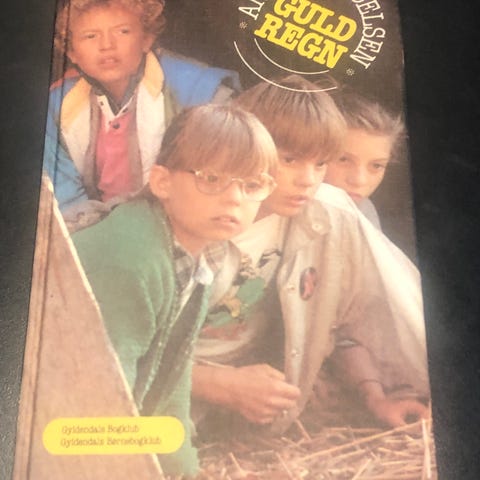 GULD
REGN
Gyldendals Bogklub
Gyldendals Børnebogklub